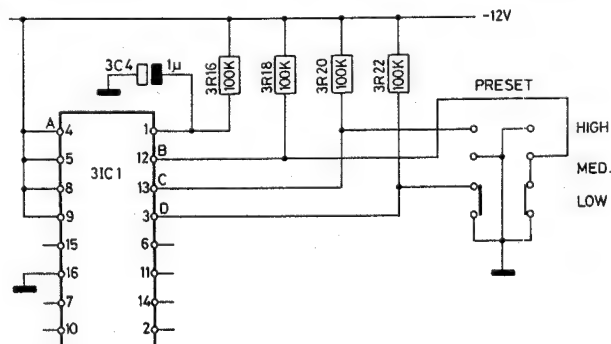 -12V
3C4
1µ
3R16
100K
3R18
100K
3R20
100K
3R22
100K
PRESET
HIGH
MED.
LOW
A
B
C
D
3IC1
4
5
8
9
15
16
7
10
1
12
13
3
6
11
14
2